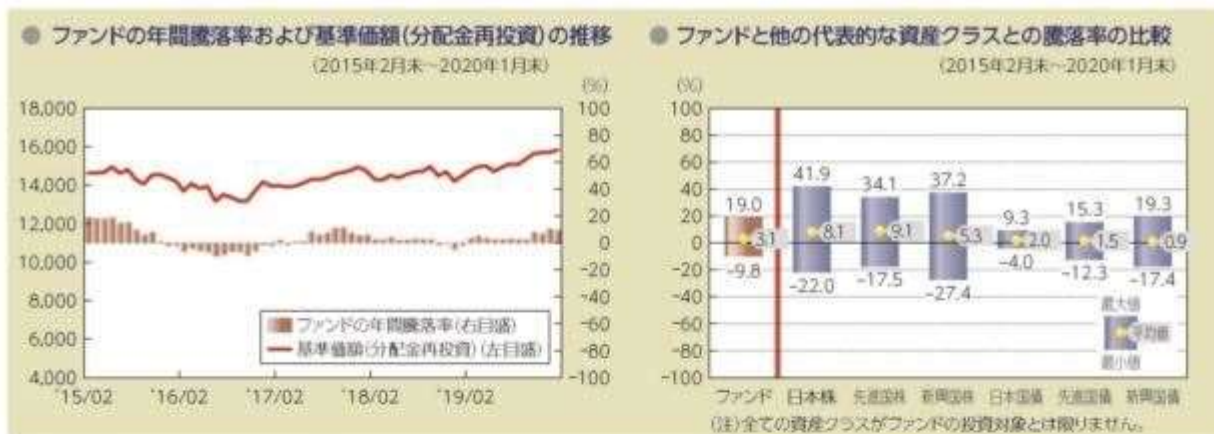 ● ファンドの年間騰落率および基準価額(分配金再投資)の推移
(2015年2月末～2020年1月末)
(%)
18,000
16,000
14,000
12,000
10,000
8,000
6,000
4,000
100
80
60
40
20
0
-20
-40
-60
-80
-100
ファンドの年間騰落率(右目盛)
基準価額(分配金再投資)(左目盛)
'15/02 '16/02 '17/02 '18/02 '19/02
● ファンドと他の代表的な資産クラスとの騰落率の比較
(2015年2月末～2020年1月末)
(%)
100
80
60
40
20
0
-20
-40
-60
-80
-100
19.0 41.9 34.1 37.2 9.3 15.3 19.3
3.1 8.1 9.1 5.3 2.0 1.5 0.9
-9.8 -22.0 -17.5 -27.4 -4.0 -12.3 -17.4
最大値
平均値
最小値
ファンド 日本株 先進国株 新興国株 日本国債 先進国債 新興国債
(注)全ての資産クラスがファンドの投資対象とは限りません。